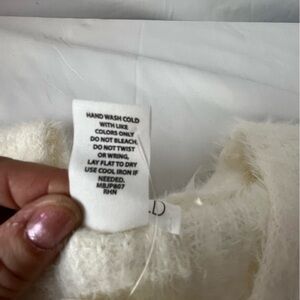 HAND WASH COLD
WITH LIKE
COLORS ONLY
DO NOT BLEACH,
DO NOT TWIST
OR WRING,
LAY FLAT TO DRY
USE COOL IRON IF
NEEDED.
MBJP807
RHN
.D